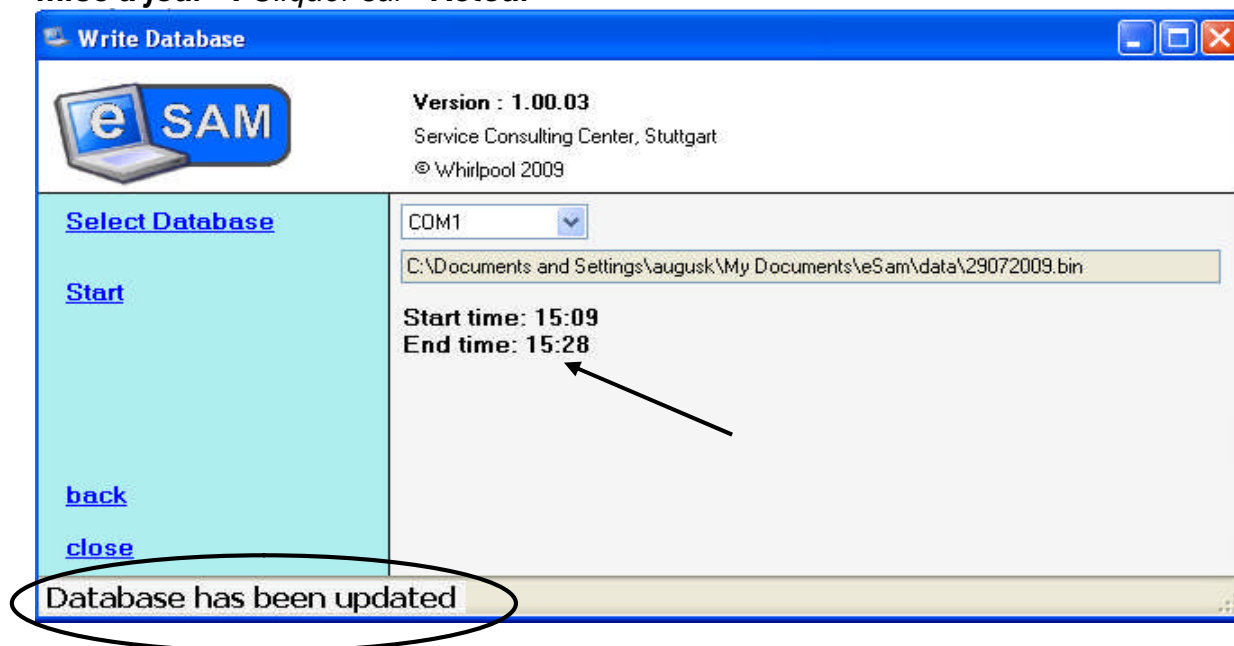 Write Database
e SAM
Version : 1.00.03
Service Consulting Center, Stuttgart
© Whirlpool 2009
Select Database
COM1
C:\Documents and Settings\augusk\My Documents\eSam\data\29072009.bin
Start
Start time: 15:09
End time: 15:28
back
close
Database has been updated